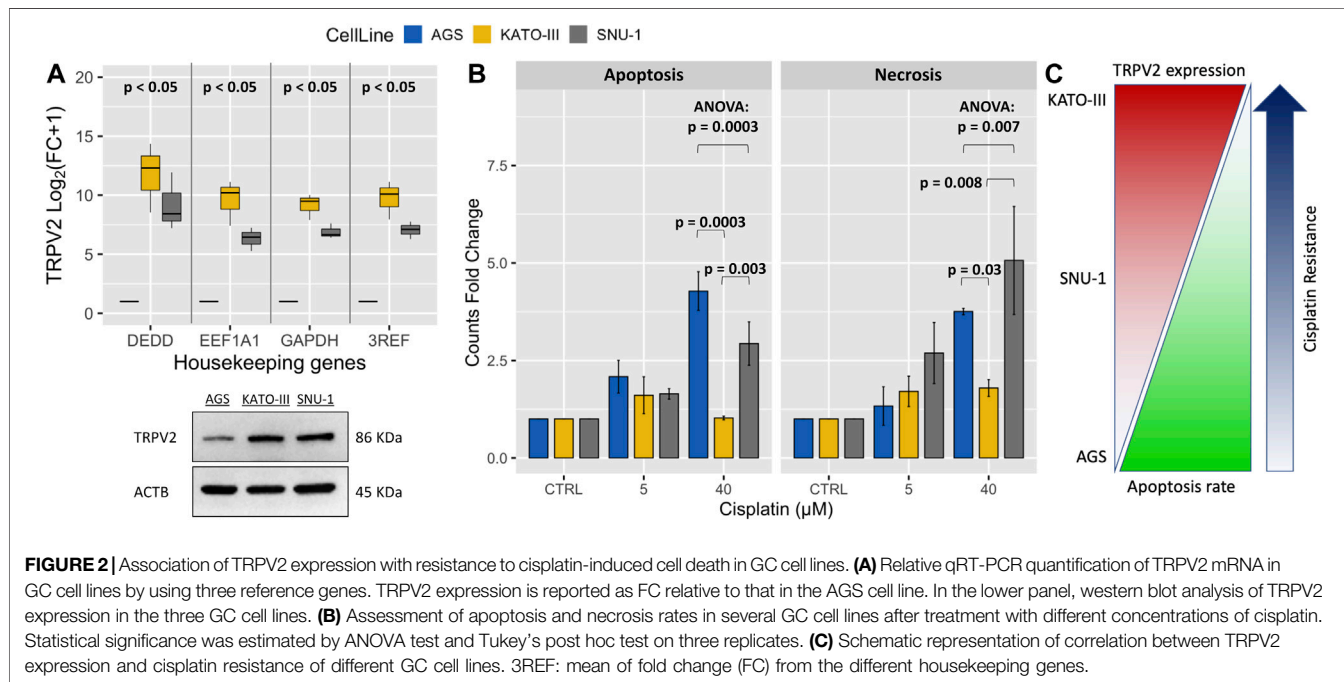 CellLine AGS KATO-III SNU-1
A
20
15
10
5
0
TRPV2 Log2(FC+1)
p < 0.05 p < 0.05 p < 0.05 p < 0.05
DEDD EEF1A1 GAPDH 3REF
Housekeeping genes
AGS KATO-III SNU-1
TRPV2 86 KDa
ACTB 45 KDa
B
Apoptosis Necrosis
Counts Fold Change
7.5
5.0
2.5
0.0
ANOVA:
p = 0.0003
p = 0.0003
p = 0.003
ANOVA:
p = 0.007
p = 0.008
p = 0.03
CTRL 5 40 CTRL 5 40
Cisplatin (µM)
C
TRPV2 expression
KATO-III
SNU-1
AGS
Apoptosis rate
Cisplatin Resistance
FIGURE 2 | Association of TRPV2 expression with resistance to cisplatin-induced cell death in GC cell lines. (A) Relative qRT-PCR quantification of TRPV2 mRNA in
GC cell lines by using three reference genes. TRPV2 expression is reported as FC relative to that in the AGS cell line. In the lower panel, western blot analysis of TRPV2
expression in the three GC cell lines. (B) Assessment of apoptosis and necrosis rates in several GC cell lines after treatment with different concentrations of cisplatin.
Statistical significance was estimated by ANOVA test and Tukey's post hoc test on three replicates. (C) Schematic representation of correlation between TRPV2
expression and cisplatin resistance of different GC cell lines. 3REF: mean of fold change (FC) from the different housekeeping genes.